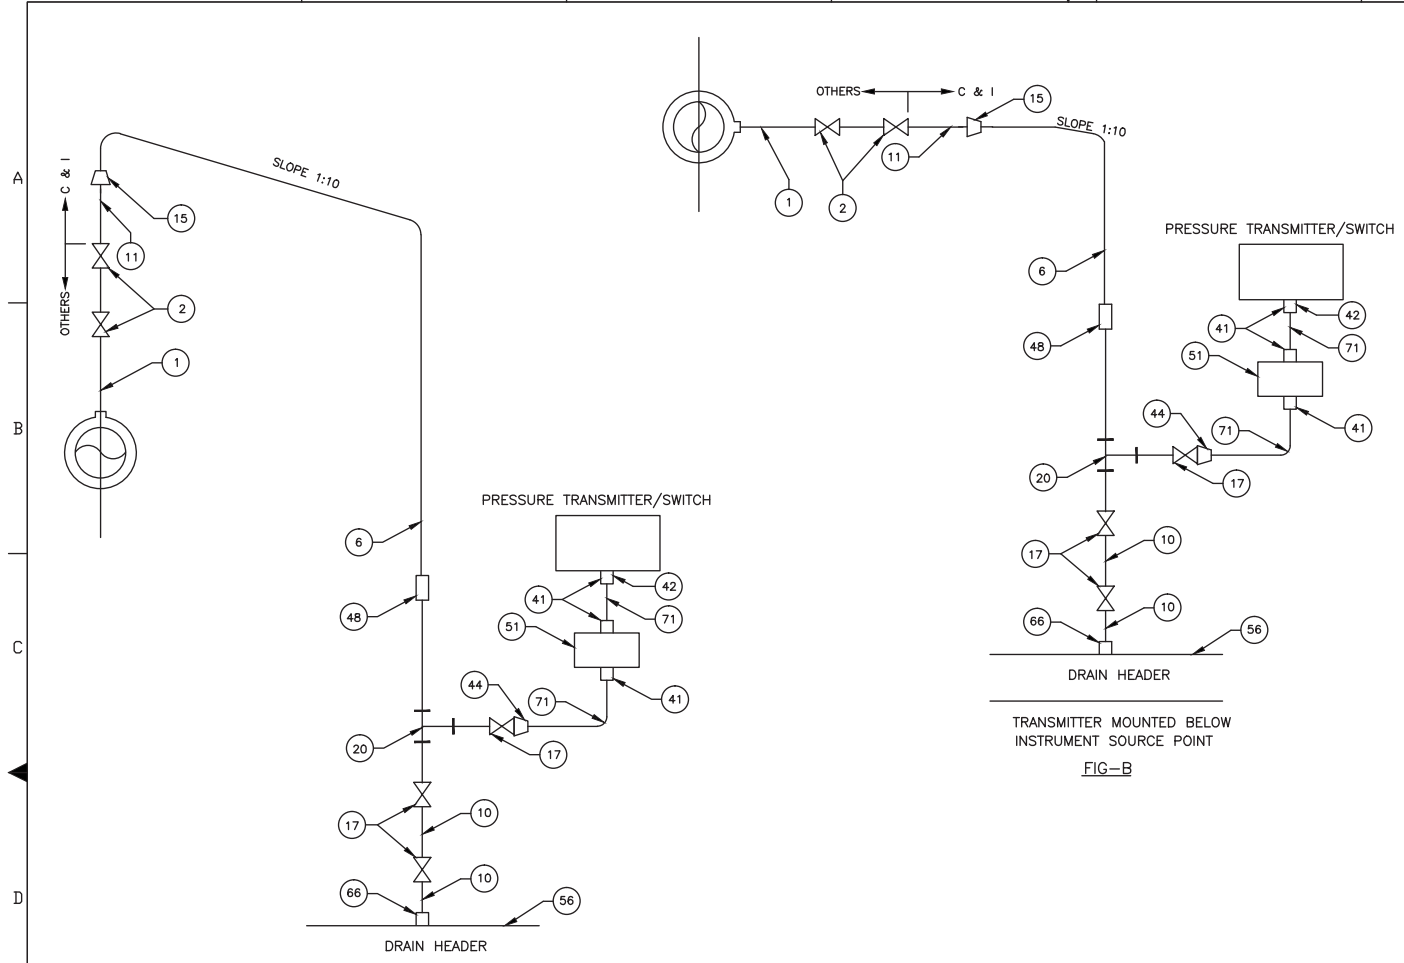 A
B
C
D
C & I
OTHERS
SLOPE 1:10
15
11
2
1
6
48
PRESSURE TRANSMITTER/SWITCH
42
41
71
51
41
44
71
20
17
17
10
10
66
56
DRAIN HEADER
OTHERS C & I
15
SLOPE 1:10
11
1
2
6
48
PRESSURE TRANSMITTER/SWITCH
42
41
71
51
41
44
71
20
17
17
10
10
66
56
DRAIN HEADER
TRANSMITTER MOUNTED BELOW
INSTRUMENT SOURCE POINT
FIG-B